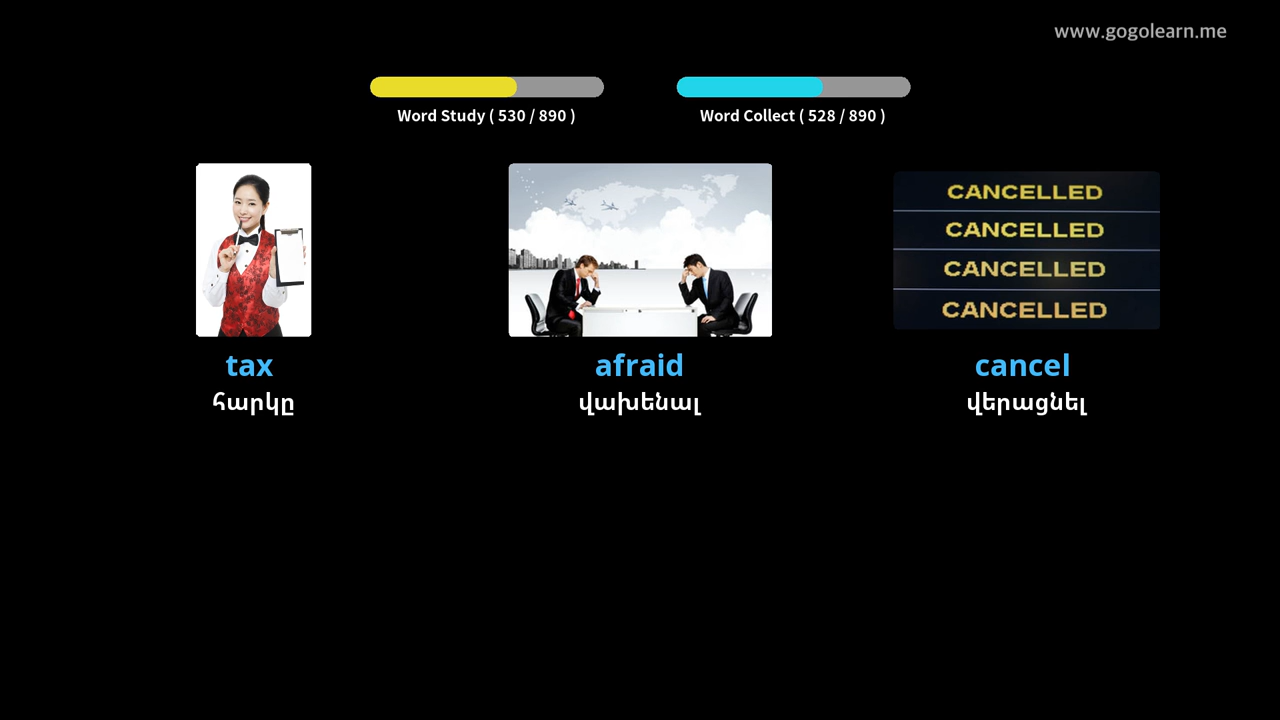 www.gogolearn.me
Word Study ( 530 / 890 )
Word Collect ( 528 / 890 )
CANCELLED
CANCELLED
CANCELLED
CANCELLED
tax
afraid
cancel
հարկը
վախենալ
վերացնել